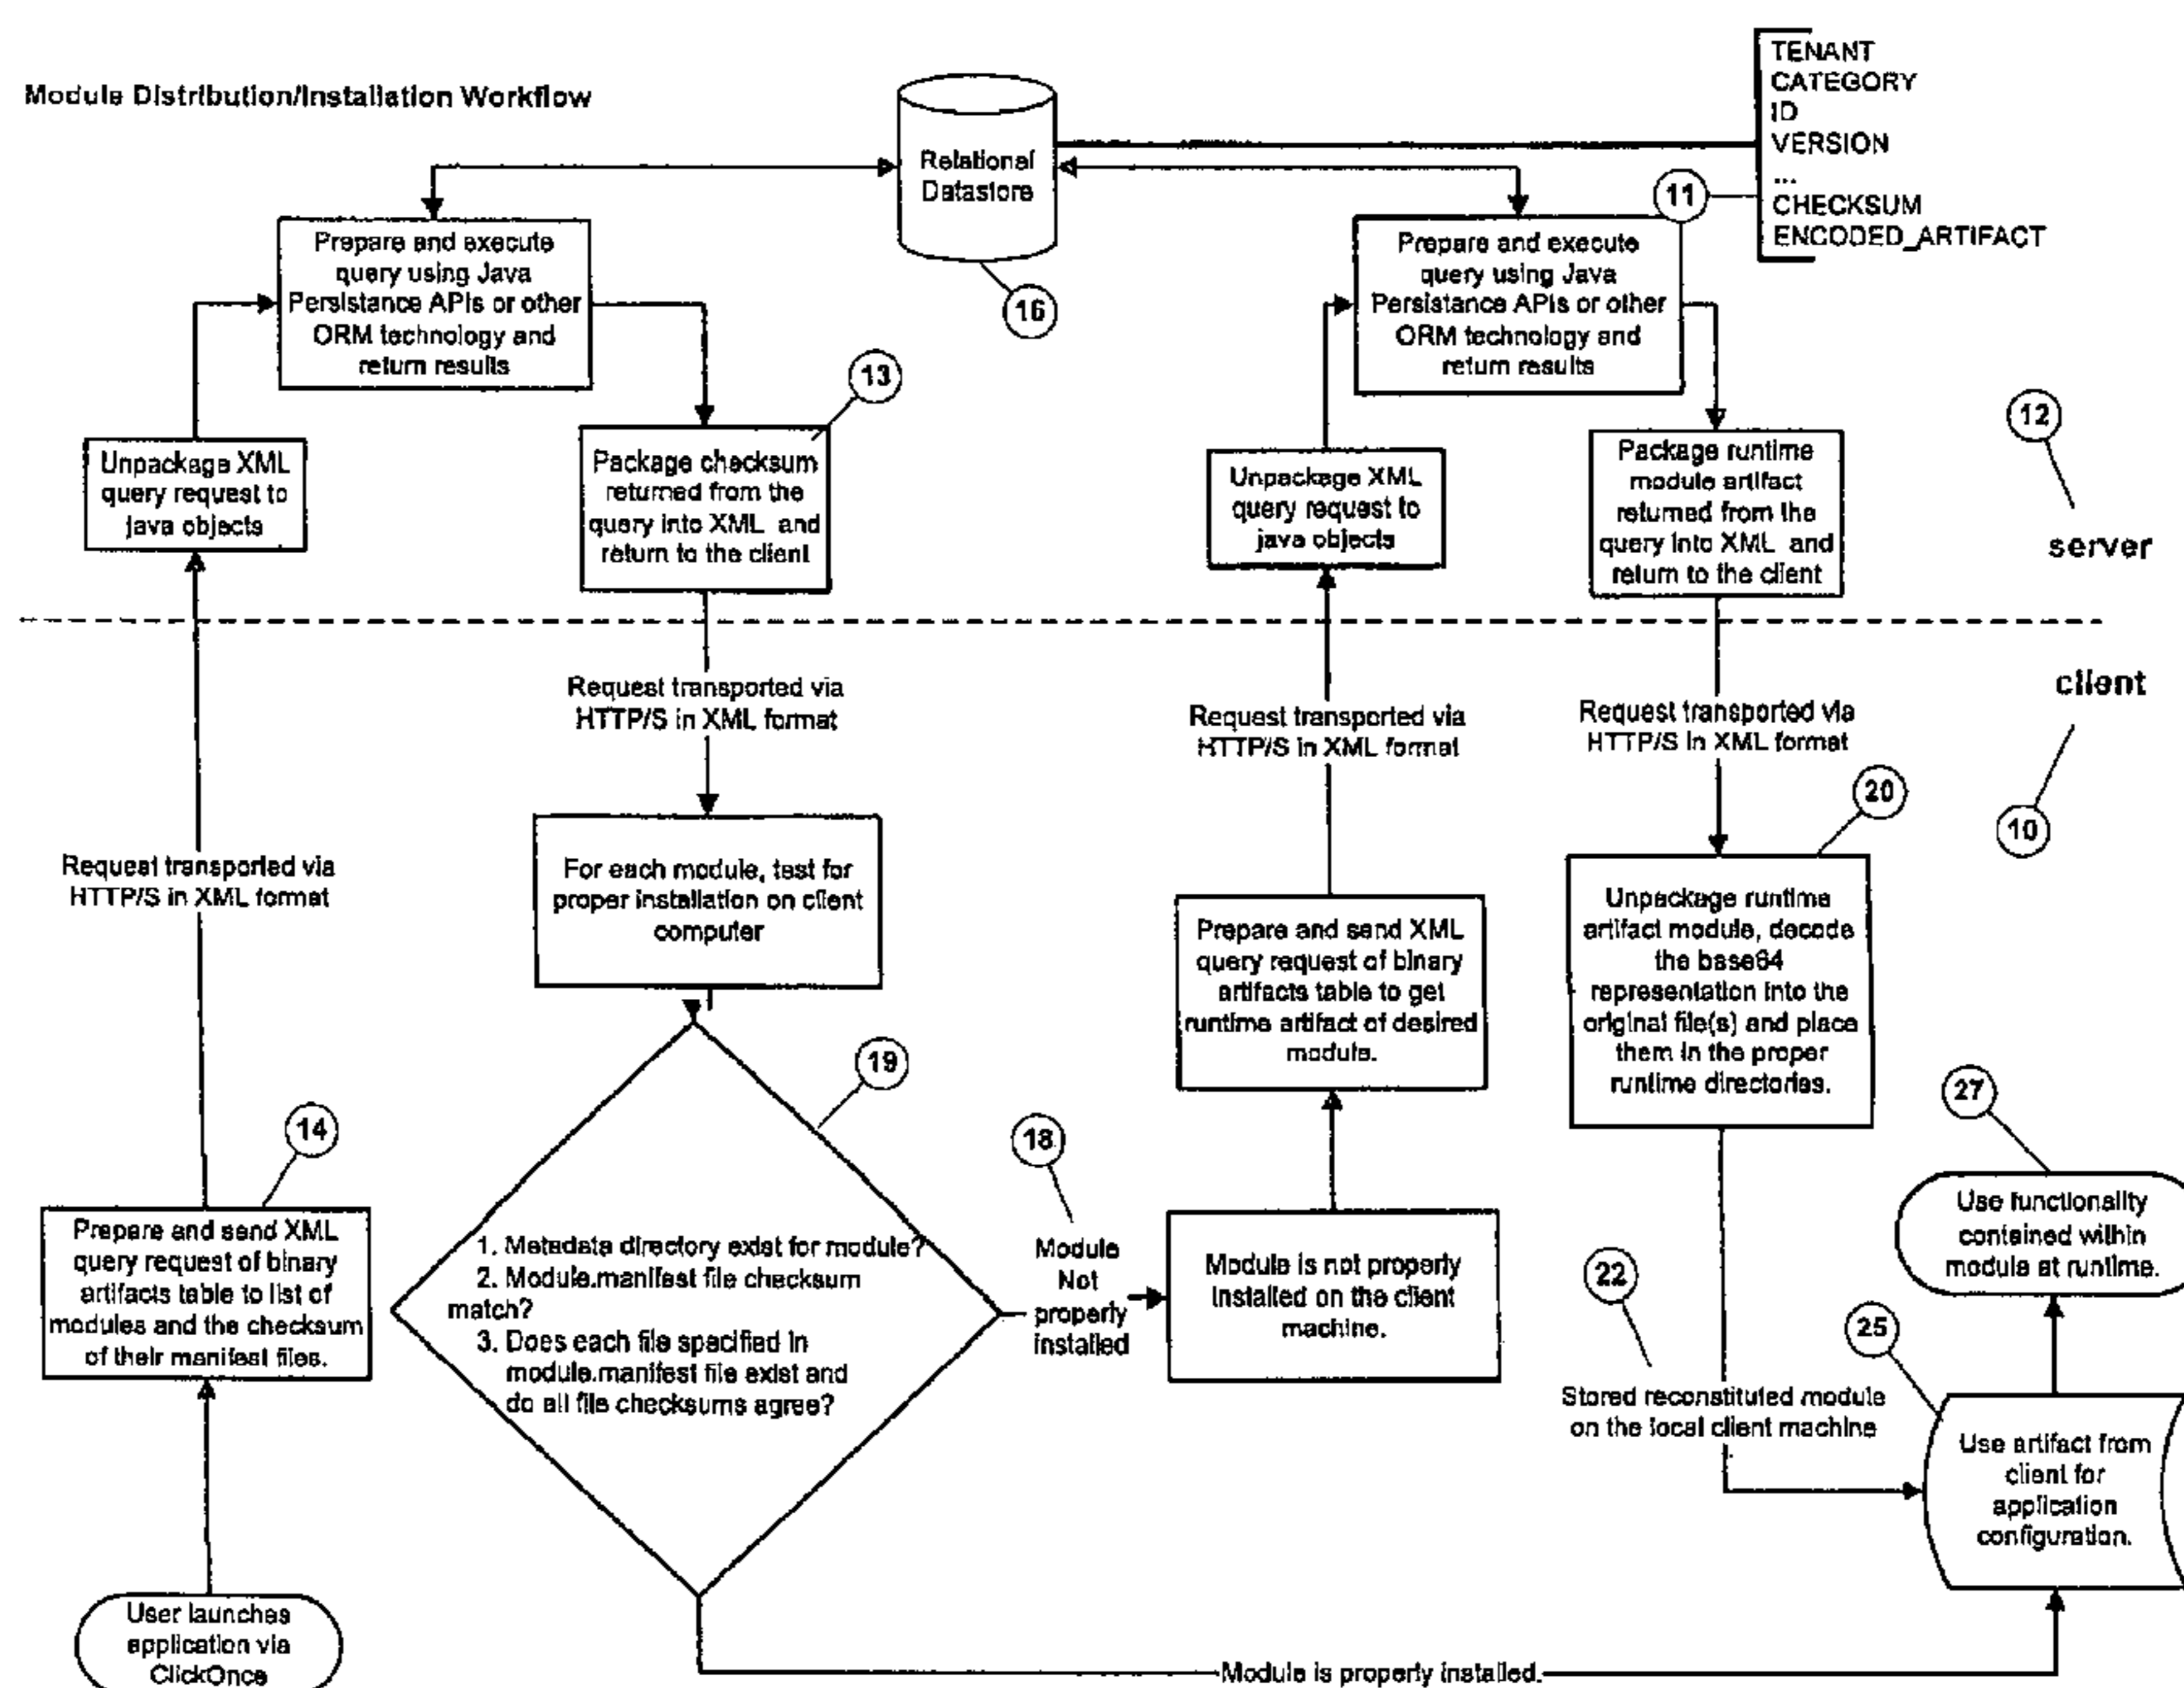 Module Distribution/Installation Workflow
TENANT
CATEGORY
ID
VERSION
...
CHECKSUM
ENCODED_ARTIFACT
11
Relational
Datastore
16
Prepare and execute
query using Java
Persistance APIs or other
ORM technology and
return results
13
Unpackage XML
query request to
java objects
Package checksum
returned from the
query into XML and
return to the client
Prepare and execute
query using Java
Persistance APIs or other
ORM technology and
return results
Unpackage XML
query request to
java objects
Package runtime
module artifact
returned from the
query into XML and
return to the client
12
server
client
10
Request transported via
HTTP/S in XML format
Request transported via
HTTP/S in XML format
Request transported via
HTTP/S in XML format
Request transported via
HTTP/S in XML format
For each module, test for
proper installation on client
computer
19
1. Metadata directory exist for module?
2. Module.manifest file checksum
match?
3. Does each file specified in
module.manifest file exist and
do all file checksums agree?
14
Prepare and send XML
query request of binary
artifacts table to list of
modules and the checksum
of their manifest files.
User launches
application via
ClickOnce
18
Module
Not
properly
installed
Prepare and send XML
query request of binary
artifacts table to get
runtime artifact of desired
module.
Module is not properly
installed on the client
machine.
20
Unpackage runtime
artifact module, decode
the base64
representation into the
original file(s) and place
them in the proper
runtime directories.
22
Stored reconstituted module
on the local client machine
27
Use functionality
contained within
module at runtime.
25
Use artifact from
client for
application
configuration.
Module is properly installed.